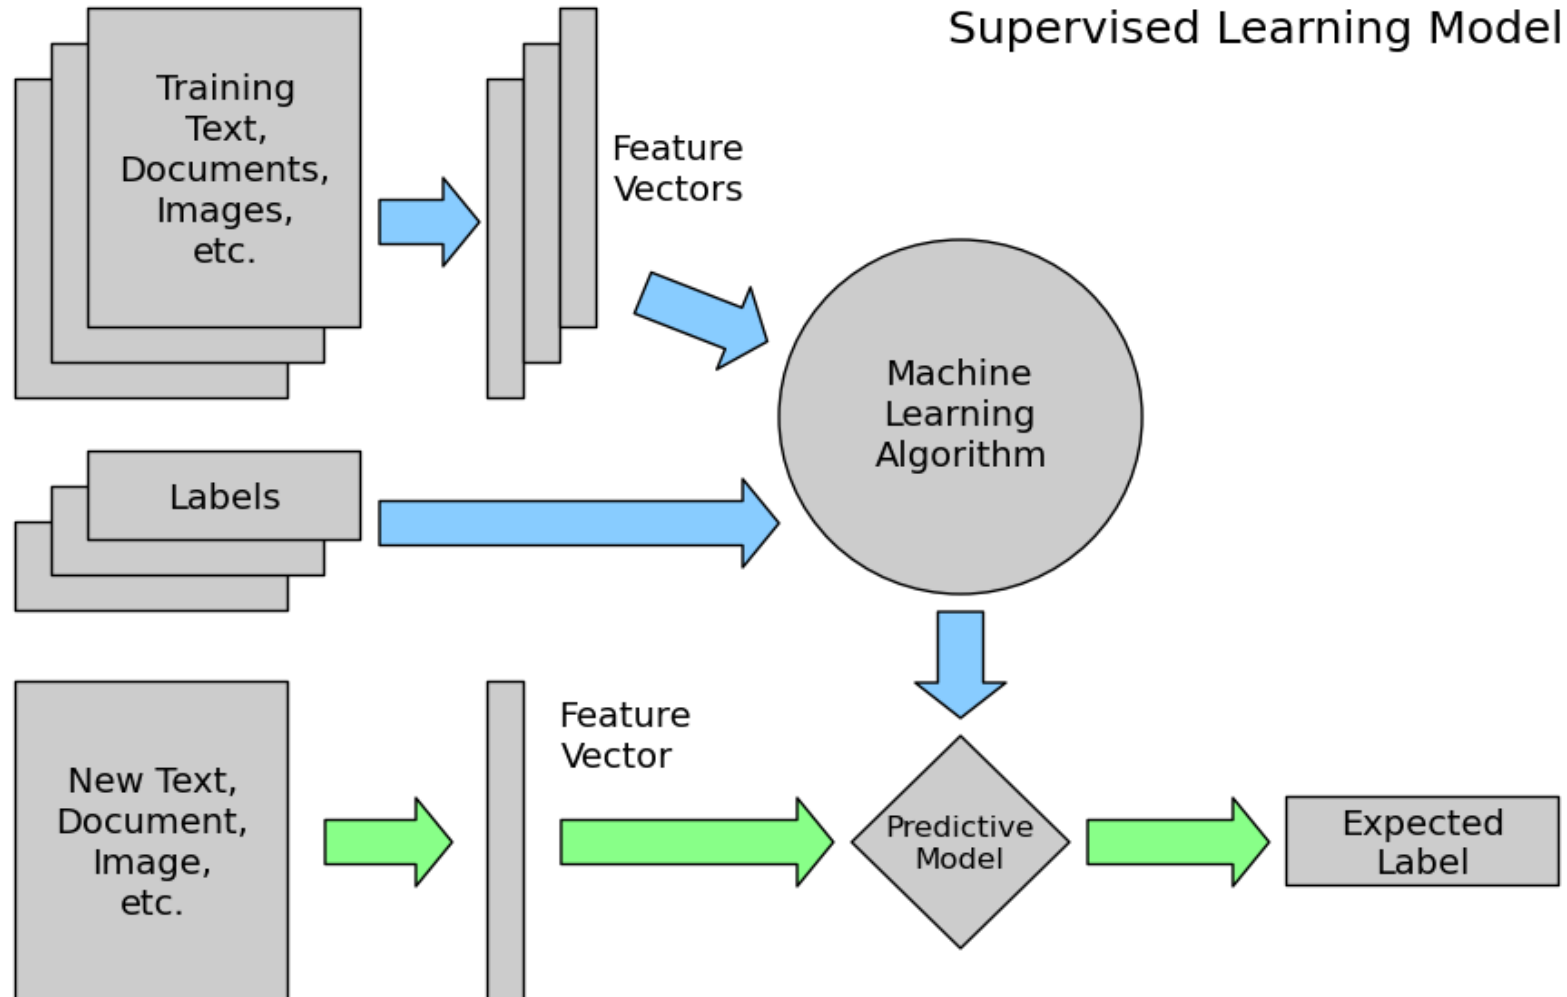 Supervised Learning Model
Training
Text,
Documents,
Images,
etc.
Feature
Vectors
Machine
Learning
Algorithm
Labels
New Text,
Document,
Image,
etc.
Feature
Vector
Predictive
Model
Expected
Label